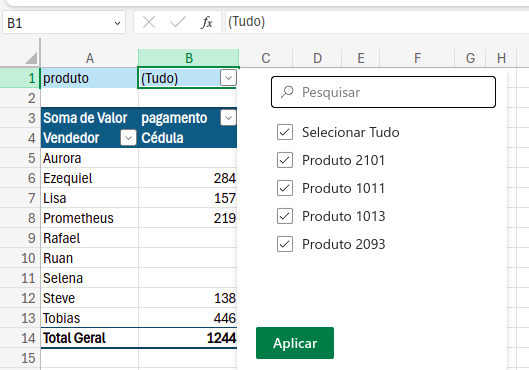 B1 fx (Tudo)
A B C D E F G H
1 produto (Tudo)
2
3 Soma de Valor pagamento
4 Vendedor Cédula
5 Aurora
6 Ezequiel 284
7 Lisa 157
8 Prometheus 219
9 Rafael
10 Ruan
11 Selena
12 Steve 138
13 Tobias 446
14 Total Geral 1244
15
Pesquisar
Selecionar Tudo
Produto 2101
Produto 1011
Produto 1013
Produto 2093
Aplicar